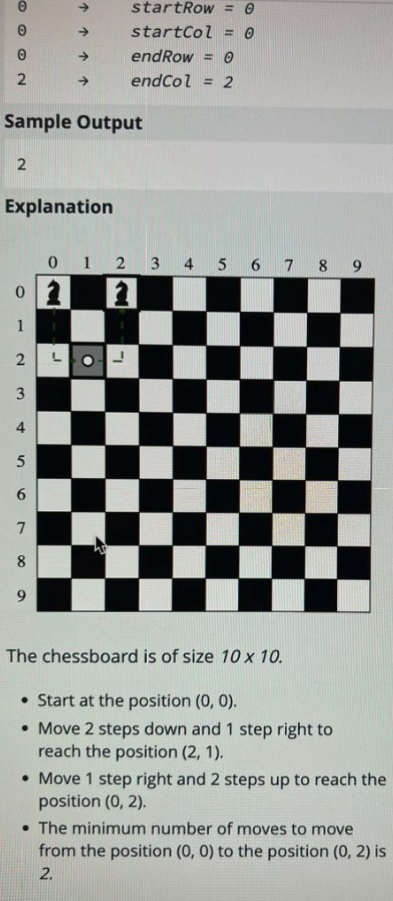 0 → startRow = 0
0 → startCol = 0
0 → endRow = 0
2 → endCol = 2
Sample Output
2
Explanation
0 1 2 3 4 5 6 7 8 9
0
1
2
3
4
5
6
7
8
9
The chessboard is of size 10 x 10.
• Start at the position (0, 0).
• Move 2 steps down and 1 step right to
reach the position (2, 1).
• Move 1 step right and 2 steps up to reach the
position (0, 2).
• The minimum number of moves to move
from the position (0, 0) to the position (0, 2) is
2.